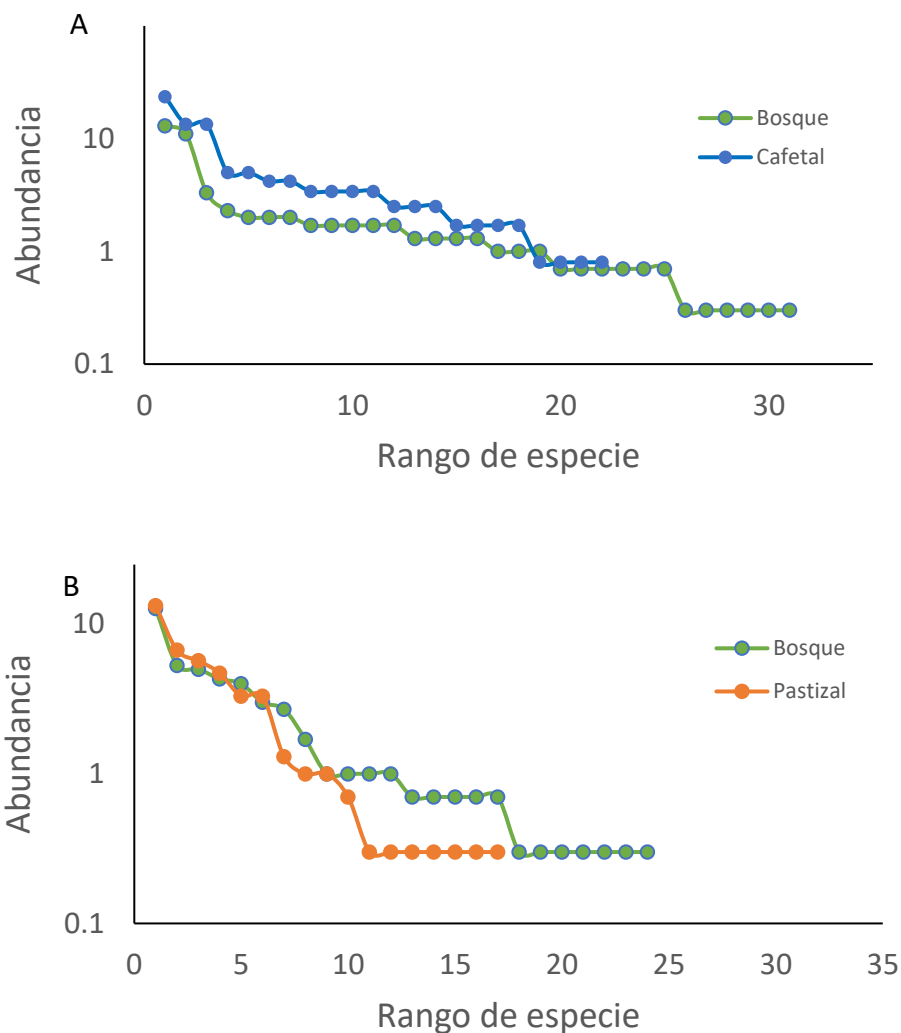 A
10
1
0.1
Abundancia
Bosque
Cafetal
0 10 20 30
Rango de especie
B
10
1
0.1
Abundancia
Bosque
Pastizal
0 5 10 15 20 25 30 35
Rango de especie